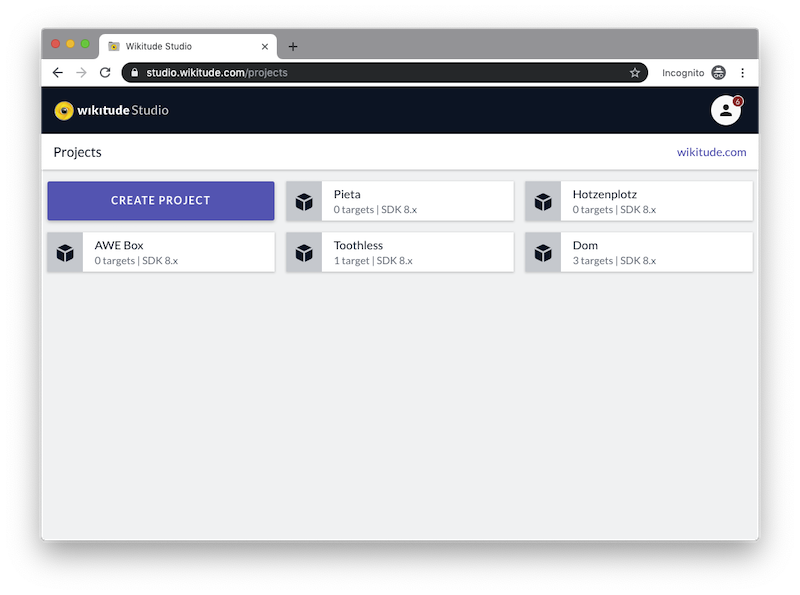 Wikitude Studio
studio.wikitude.com/projects
Incognito
wikitude Studio
6
Projects
wikitude.com
CREATE PROJECT
Pieta
0 targets | SDK 8.x
Hotzenplotz
0 targets | SDK 8.x
AWE Box
0 targets | SDK 8.x
Toothless
1 target | SDK 8.x
Dom
3 targets | SDK 8.x